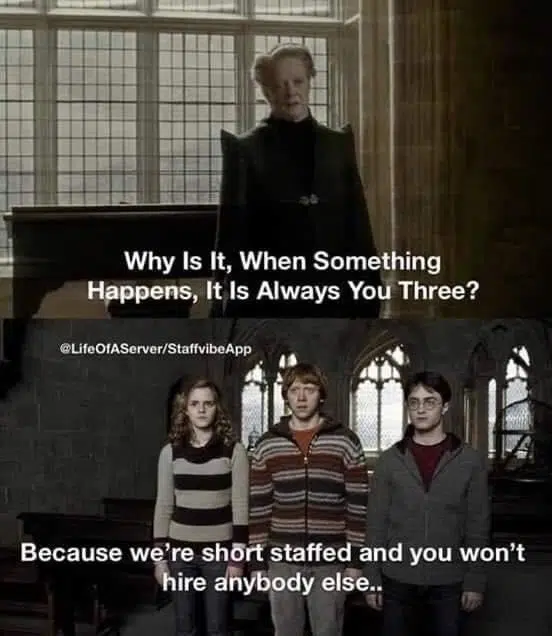 Why Is It, When Something
Happens, It Is Always You Three?
@LifeOfAServer/StaffvibeApp
Because we're short staffed and you won't
hire anybody else..